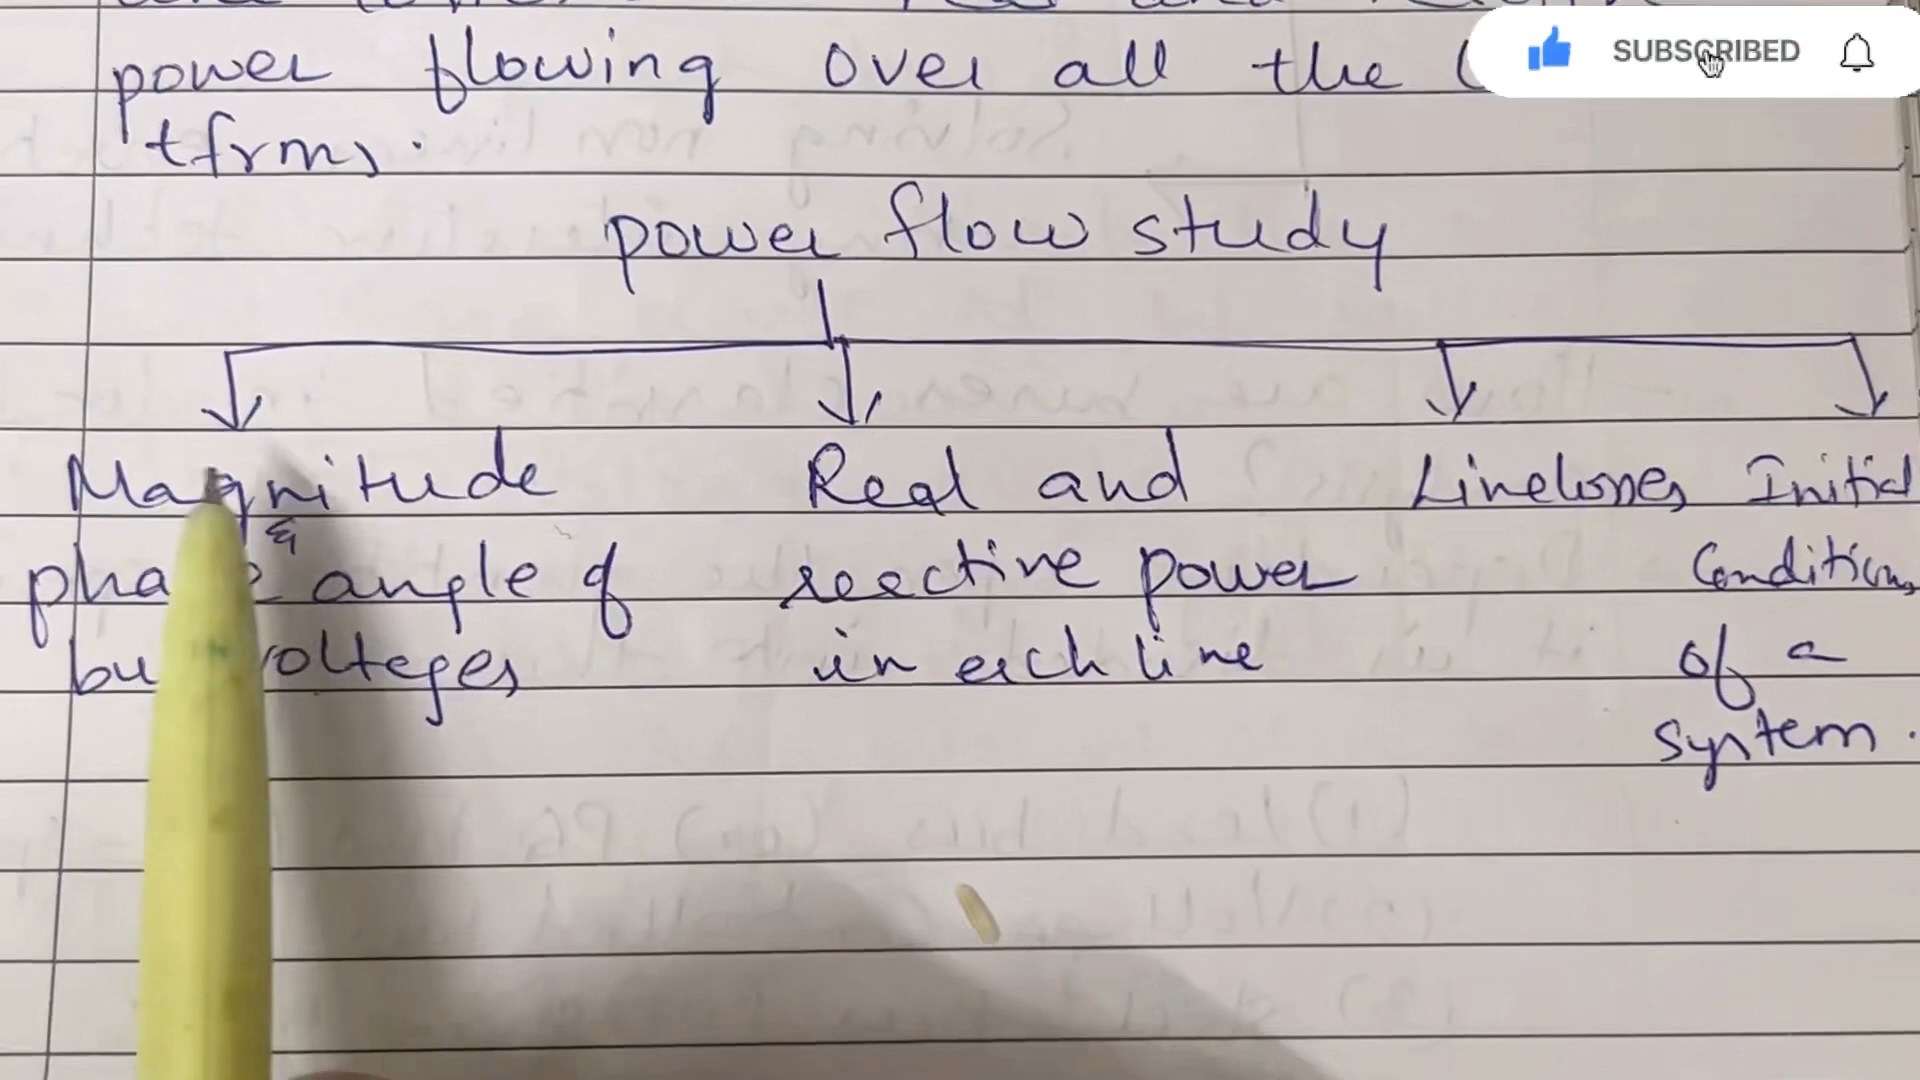 power flowing over all the
tfrms.
power flow study
Magnitude
&
angle of
voltages
Real and
reective power
in each line
Linelosses
Initial
Conditions
of a
system.
SUBSCRIBED